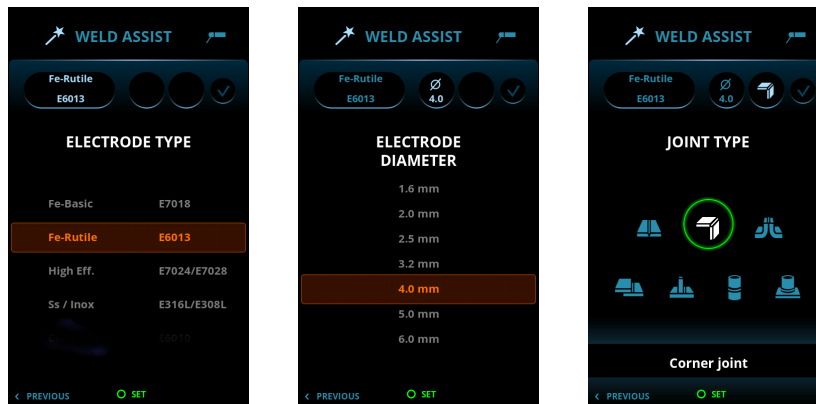 WELD ASSIST
Fe-Rutile
E6013
ELECTRODE TYPE
Fe-Basic E7018
Fe-Rutile E6013
High Eff. E7024/E7028
Ss / Inox E316L/E308L
E6010
PREVIOUS SET
WELD ASSIST
Fe-Rutile
E6013
Ø
4.0
ELECTRODE
DIAMETER
1.6 mm
2.0 mm
2.5 mm
3.2 mm
4.0 mm
5.0 mm
6.0 mm
PREVIOUS SET
WELD ASSIST
Fe-Rutile
E6013
Ø
4.0
JOINT TYPE
Corner joint
PREVIOUS SET